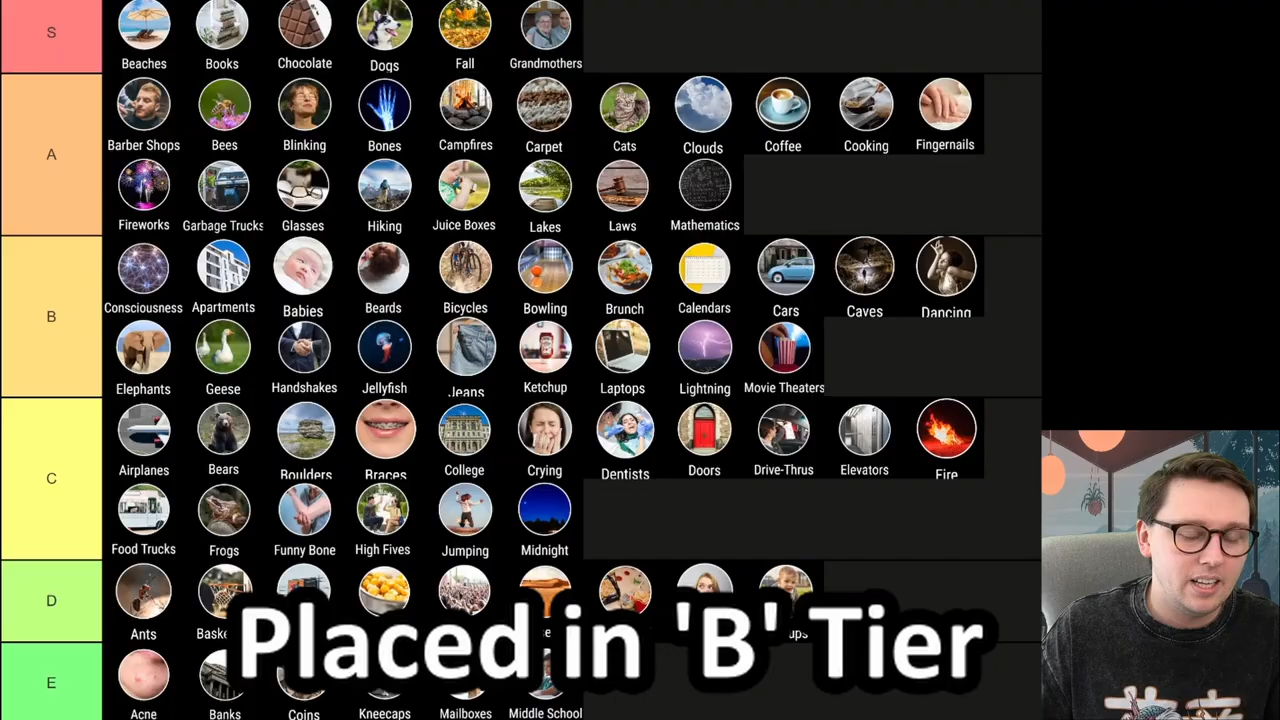 S
Beaches Books Chocolate Dogs Fall Grandmothers
A
Barber Shops Bees Blinking Bones Campfires Carpet Cats Clouds Coffee Cooking Fingernails
Fireworks Garbage Trucks Glasses Hiking Juice Boxes Lakes Laws Mathematics
B
Consciousness Apartments Babies Beards Bicycles Bowling Brunch Calendars Cars Caves Dancing
Elephants Geese Handshakes Jellyfish Jeans Ketchup Laptops Lightning Movie Theaters
C
Airplanes Bears Boulders Braces College Crying Dentists Doors Drive-Thrus Elevators Fire
Food Trucks Frogs Funny Bone High Fives Jumping Midnight
D
Ants
Placed in 'B' Tier
E
Acne Banks Coins Kneecaps Mailboxes Middle School